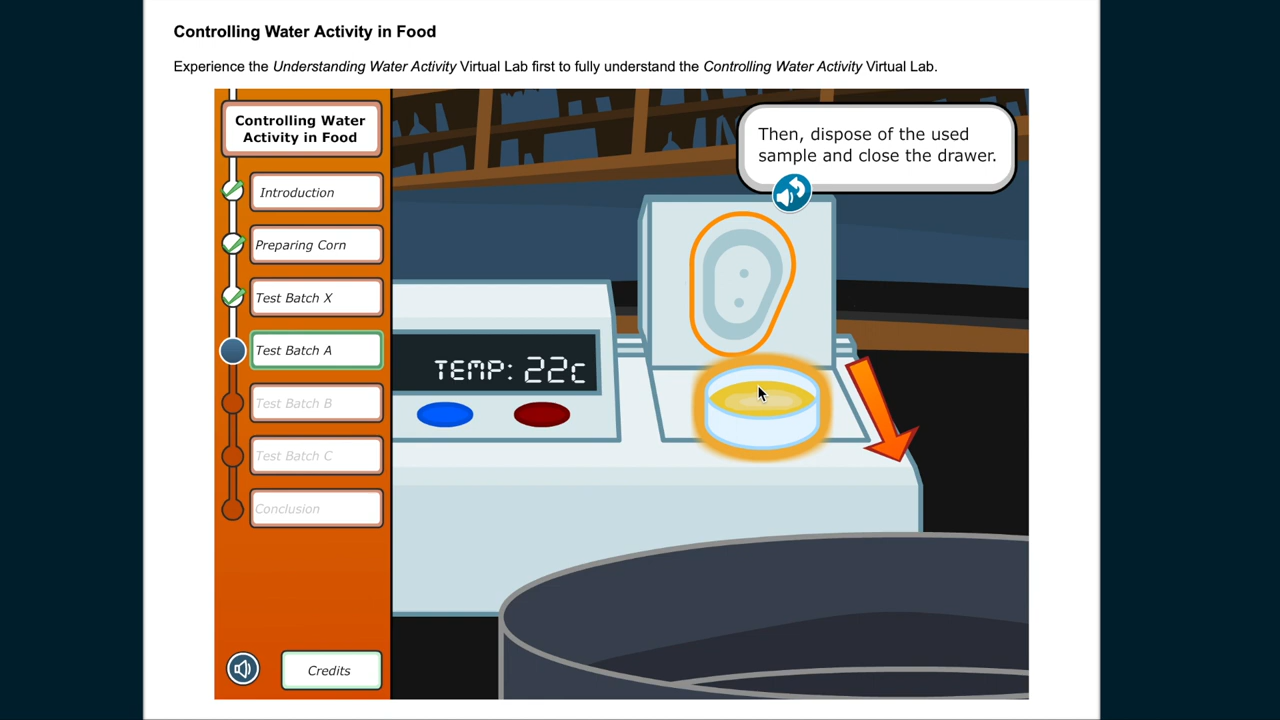 Controlling Water Activity in Food
Experience the Understanding Water Activity Virtual Lab first to fully understand the Controlling Water Activity Virtual Lab.
Controlling Water
Activity in Food
Introduction
Preparing Corn
Test Batch X
Test Batch A
Test Batch B
Test Batch C
Conclusion
Credits
Then, dispose of the used
sample and close the drawer.
TEMP: 22c